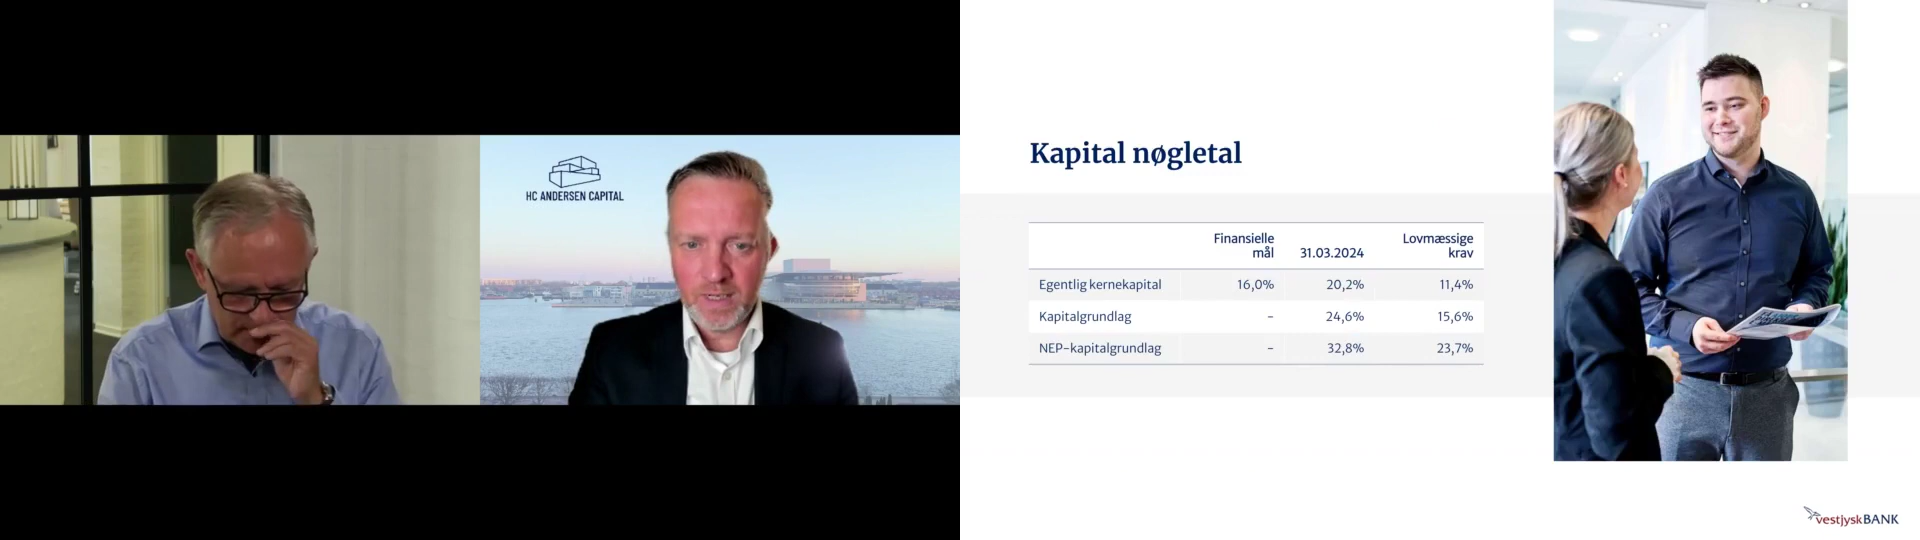 HC ANDERSEN CAPITAL
Kapital nøgletal
Finansielle mål 31.03.2024 Lovmæssige krav
Egentlig kernekapital 16,0% 20,2% 11,4%
Kapitalgrundlag - 24,6% 15,6%
NEP-kapitalgrundlag - 32,8% 23,7%
vestjyskBANK